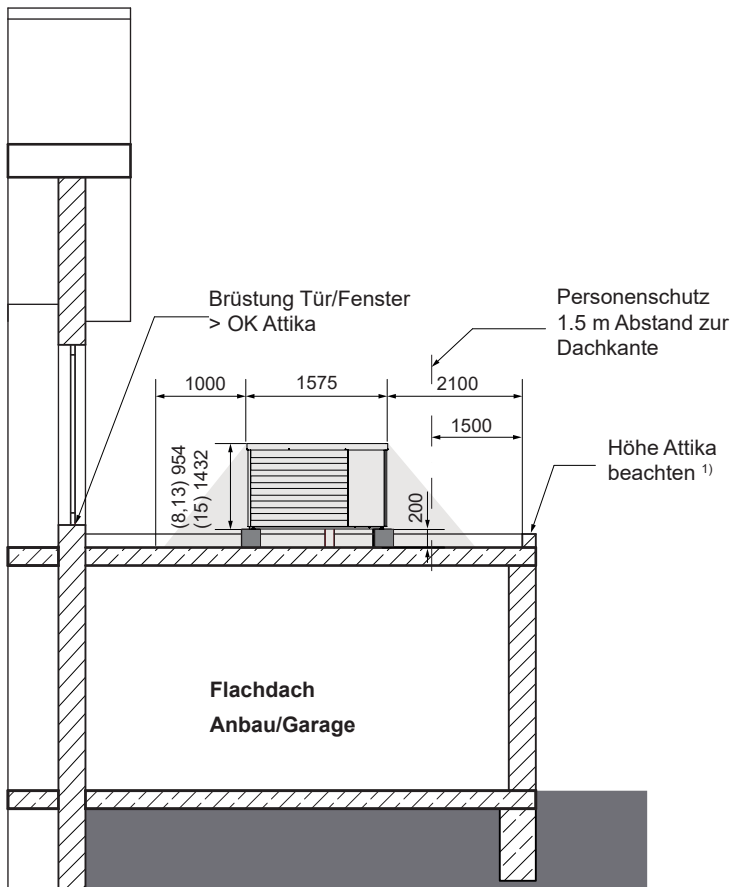 Brüstung Tür/Fenster
> OK Attika
Personenschutz
1.5 m Abstand zur
Dachkante
1000
1575
2100
1500
Höhe Attika
beachten 1)
(8,13) 954
(15) 1432
200
Flachdach
Anbau/Garage